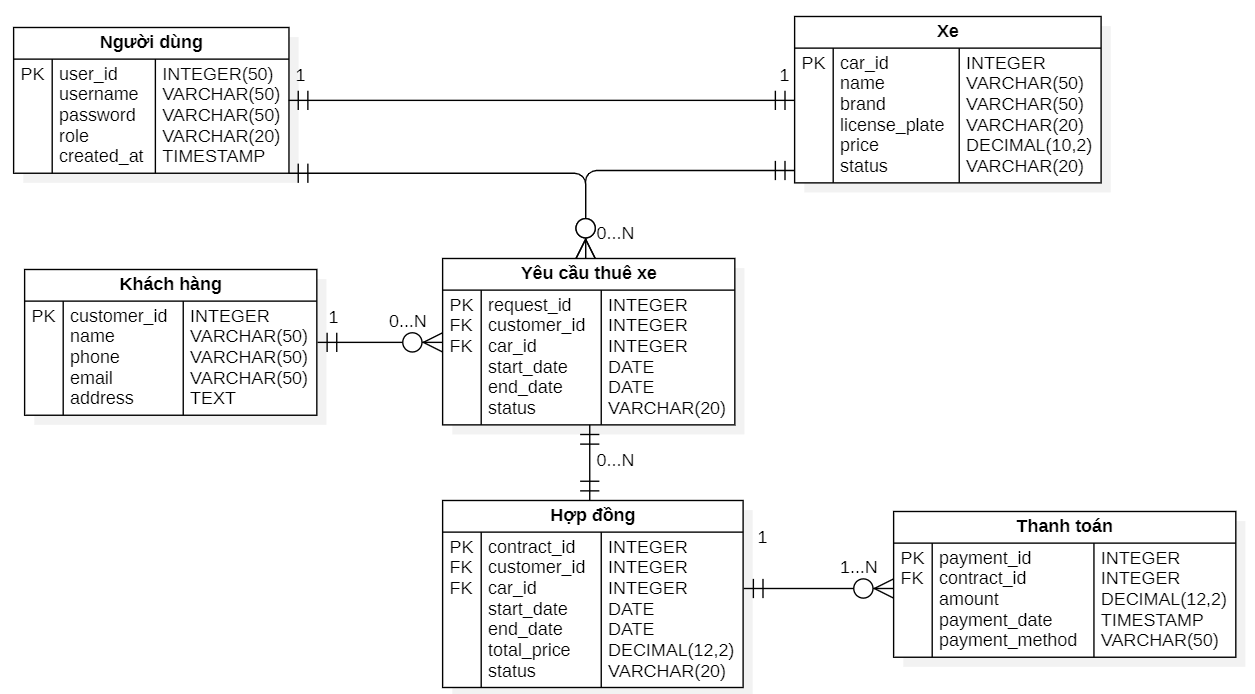 Người dùng
PK user_id INTEGER(50)
username VARCHAR(50)
password VARCHAR(50)
role VARCHAR(20)
created_at TIMESTAMP
1
1
Xe
PK car_id INTEGER
name VARCHAR(50)
brand VARCHAR(50)
license_plate VARCHAR(20)
price DECIMAL(10,2)
status VARCHAR(20)
0...N
Khách hàng
PK customer_id INTEGER
name VARCHAR(50)
phone VARCHAR(50)
email VARCHAR(50)
address TEXT
1
0...N
Yêu cầu thuê xe
PK request_id INTEGER
FK customer_id INTEGER
FK car_id INTEGER
start_date DATE
end_date DATE
status VARCHAR(20)
0...N
Hợp đồng
PK contract_id INTEGER
FK customer_id INTEGER
FK car_id INTEGER
start_date DATE
end_date DATE
total_price DECIMAL(12,2)
status VARCHAR(20)
1
1...N
Thanh toán
PK payment_id INTEGER
FK contract_id INTEGER
amount DECIMAL(12,2)
payment_date TIMESTAMP
payment_method VARCHAR(50)